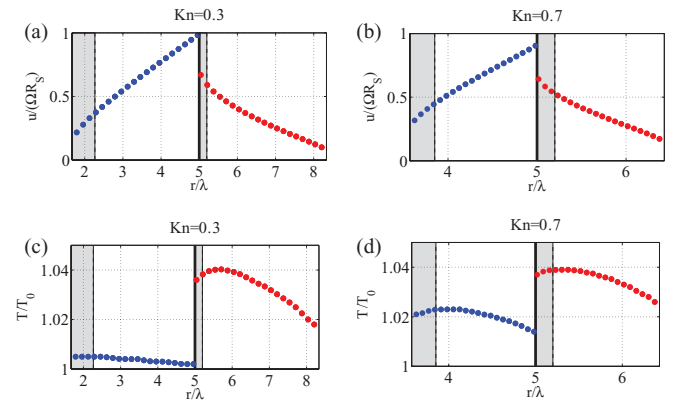 Kn=0.3
Kn=0.7
(a)
(b)
1
0.5
0
u/(ΩR_S)
2 3 4 5 6 7 8
r/λ
1
0.5
0
u/(ΩR_S)
4 5 6
r/λ
Kn=0.3
Kn=0.7
(c)
(d)
1.04
1.02
1
T/T_0
2 3 4 5 6 7 8
r/λ
1.04
1.02
1
T/T_0
4 5 6
r/λ